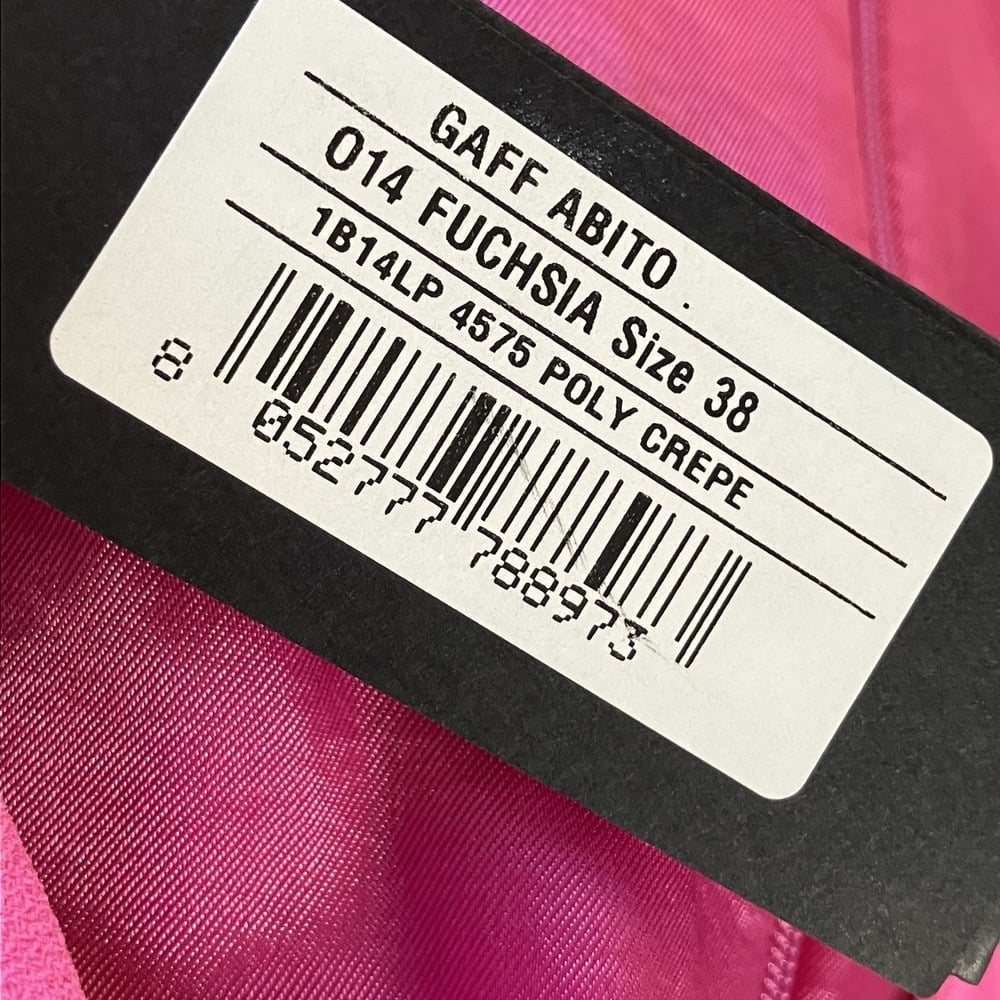 GAFF ABITO .
014 FUCHSIA Size 38
1B14LP 4575 POLY CREPE
8 052777 788973